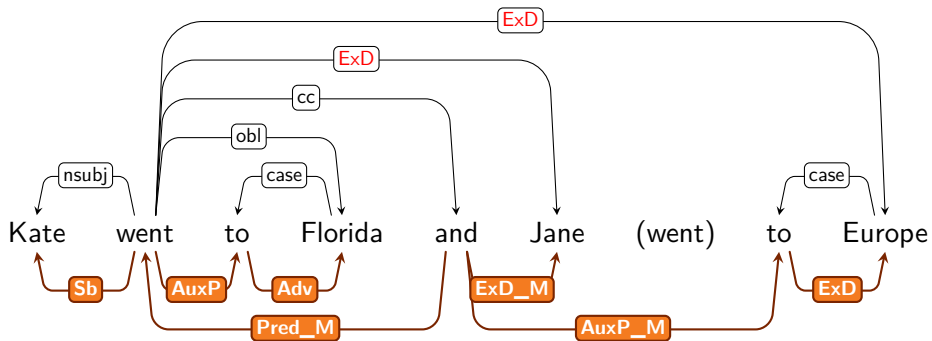 ExD
ExD
cc
obl
nsubj case case
Kate went to Florida and Jane (went) to Europe
Sb AuxP Adv ExD_M ExD
Pred_M AuxP_M